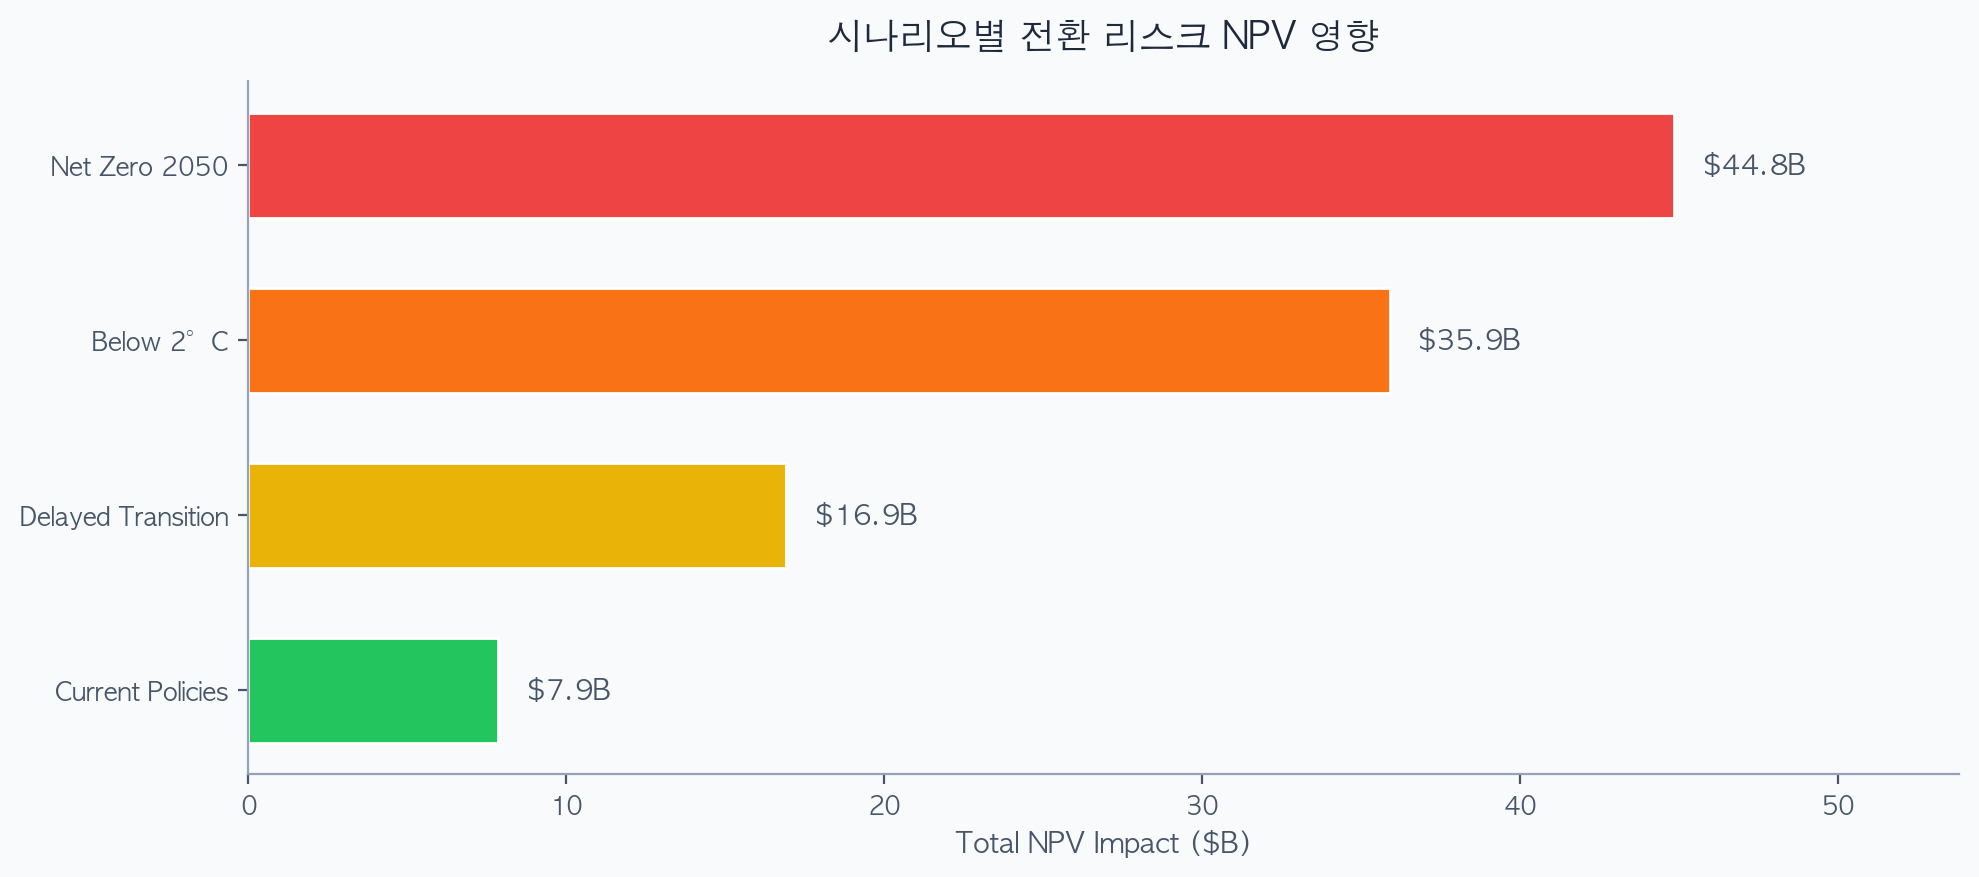 시나리오별 전환 리스크 NPV 영향
Net Zero 2050
$44.8B
Below 2°C
$35.9B
Delayed Transition
$16.9B
Current Policies
$7.9B
0 10 20 30 40 50
Total NPV Impact ($B)